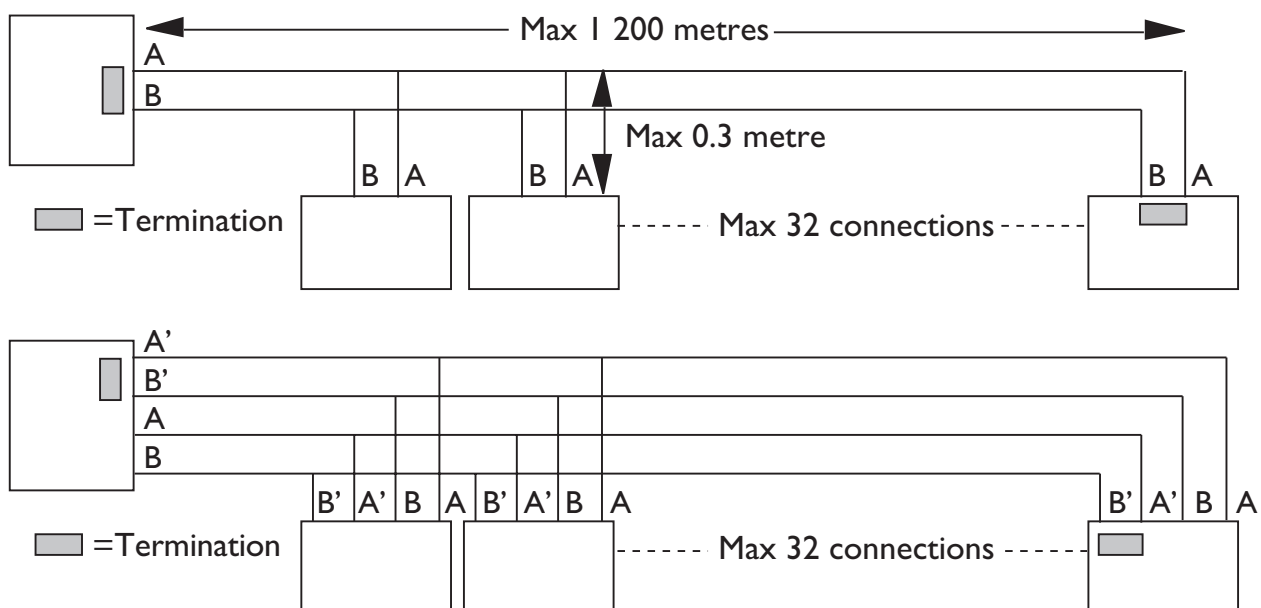 Max 1 200 metres
A
B
Max 0.3 metre
B A B A B A
=Termination Max 32 connections
A’
B’
A
B
B’ A’ B A B’ A’ B A B’ A’ B A
=Termination Max 32 connections